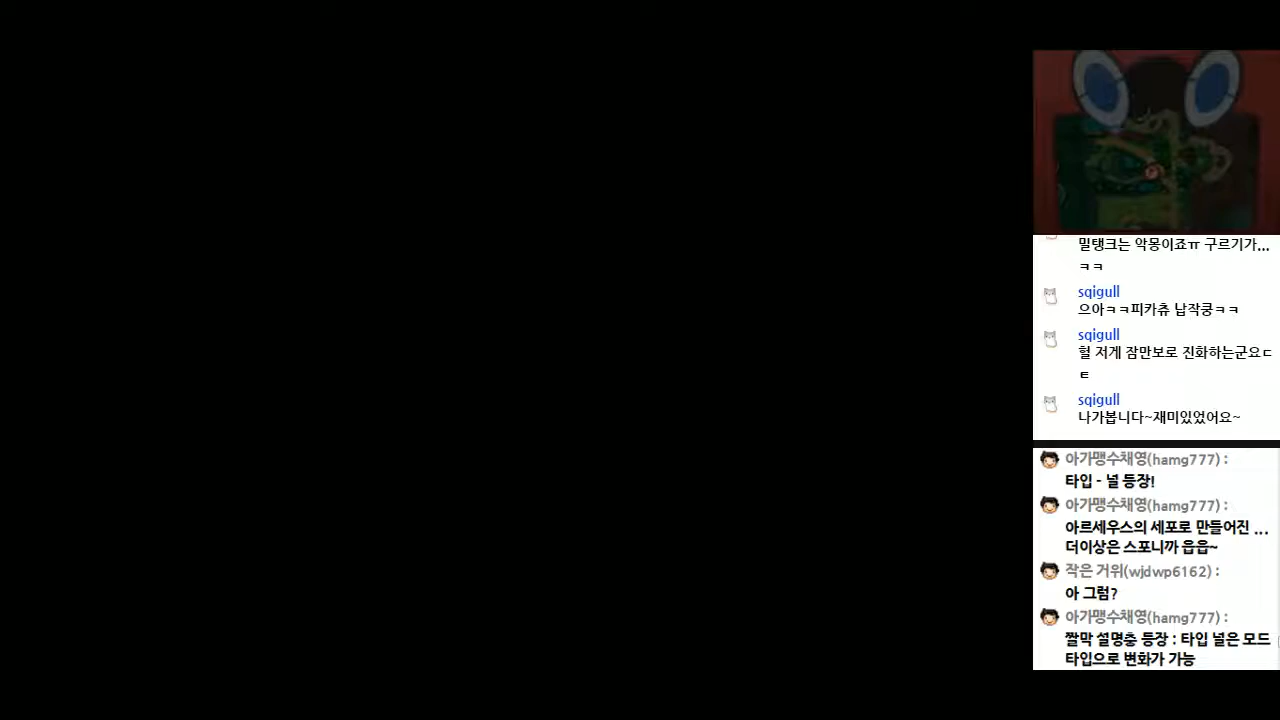 밀탱크는 악몽이죠ㅠ 구르기가...
ㅋㅋ
sqigull
으아ㅋㅋ피카츄 납작쿵ㅋㅋ
sqigull
헐 저게 잠만보로 진화하는군요ㄷ
ㅌ
sqigull
나가봅니다~재미있었어요~
아가맹수채영(hamg777) :
타입 - 널 등장!
아가맹수채영(hamg777) :
아르세우스의 세포로 만들어진 ...
더이상은 스포니까 읍읍~
작은 거위(wjdwp6162) :
아 그럼?
아가맹수채영(hamg777) :
짤막 설명충 등장 : 타입 널은 모드
타입으로 변화가 가능